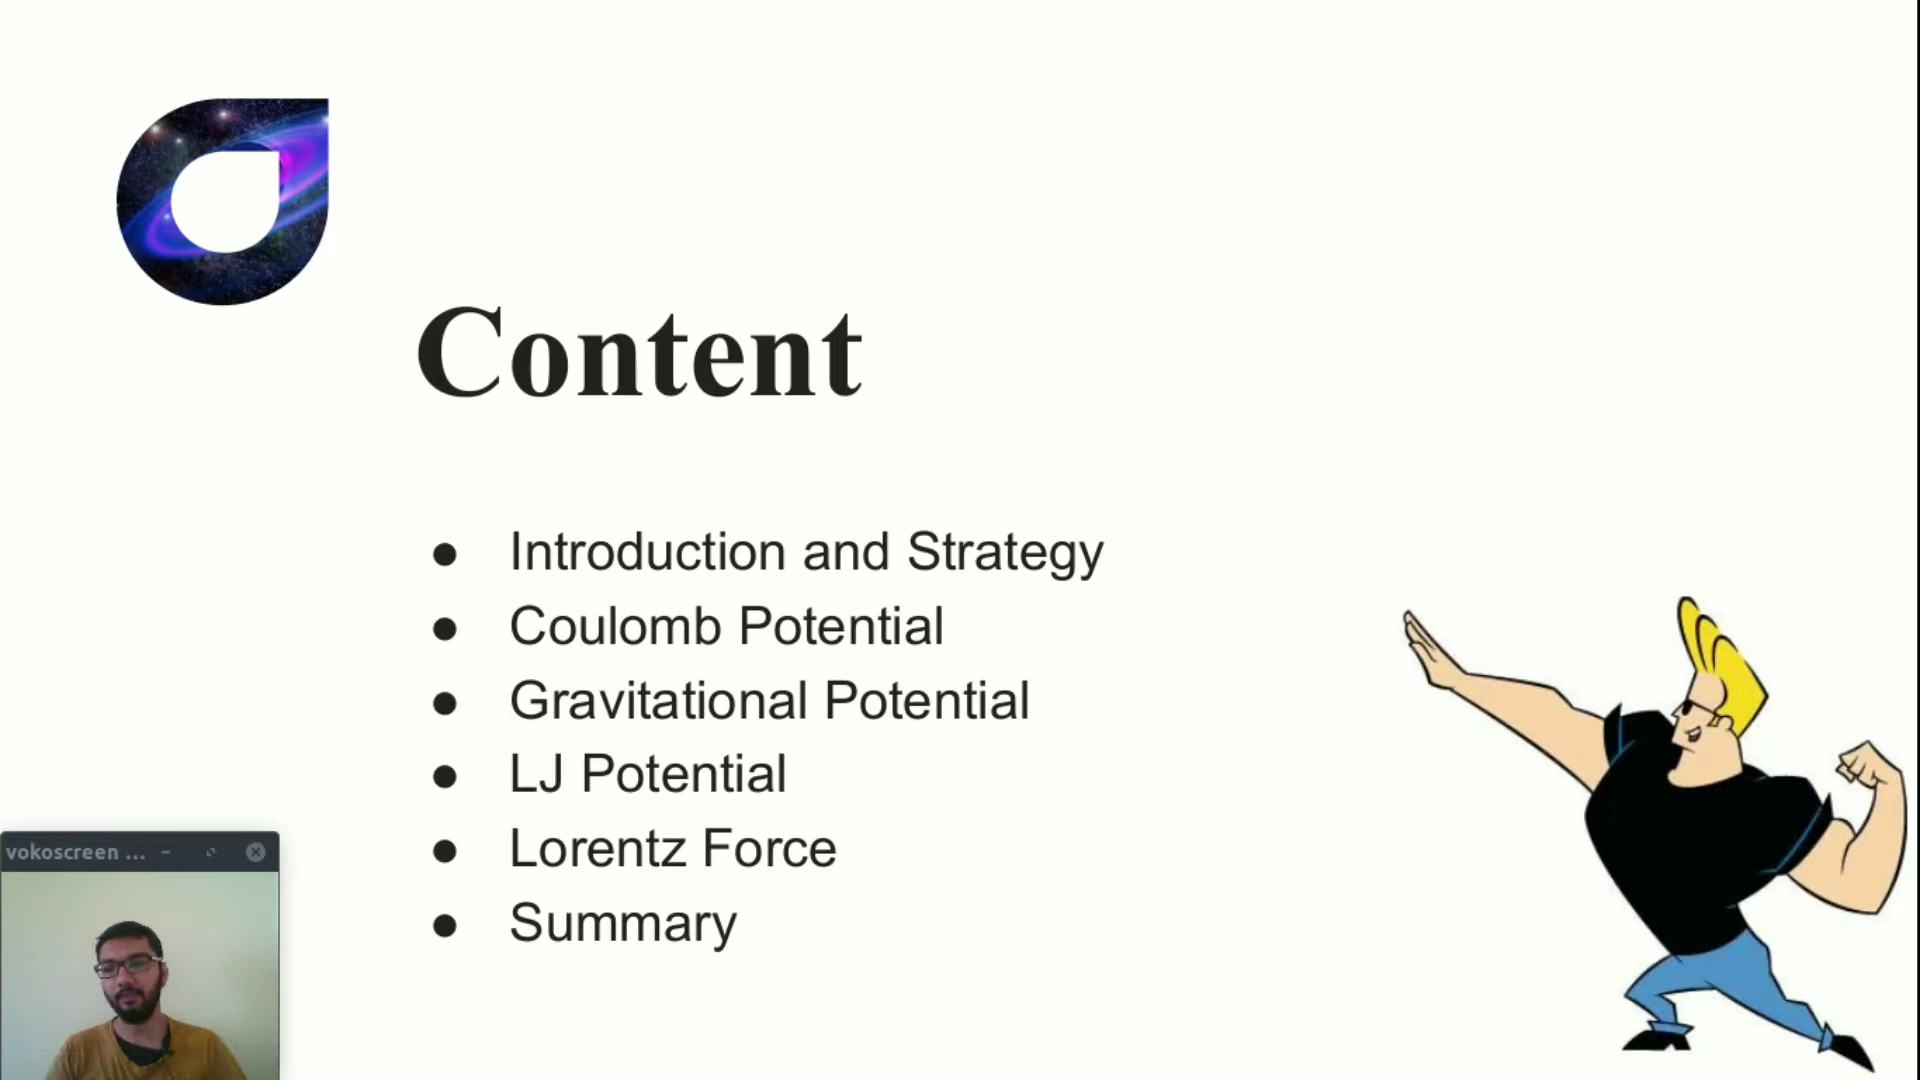 Content
● Introduction and Strategy
● Coulomb Potential
● Gravitational Potential
● LJ Potential
● Lorentz Force
● Summary
vokoscreen ...